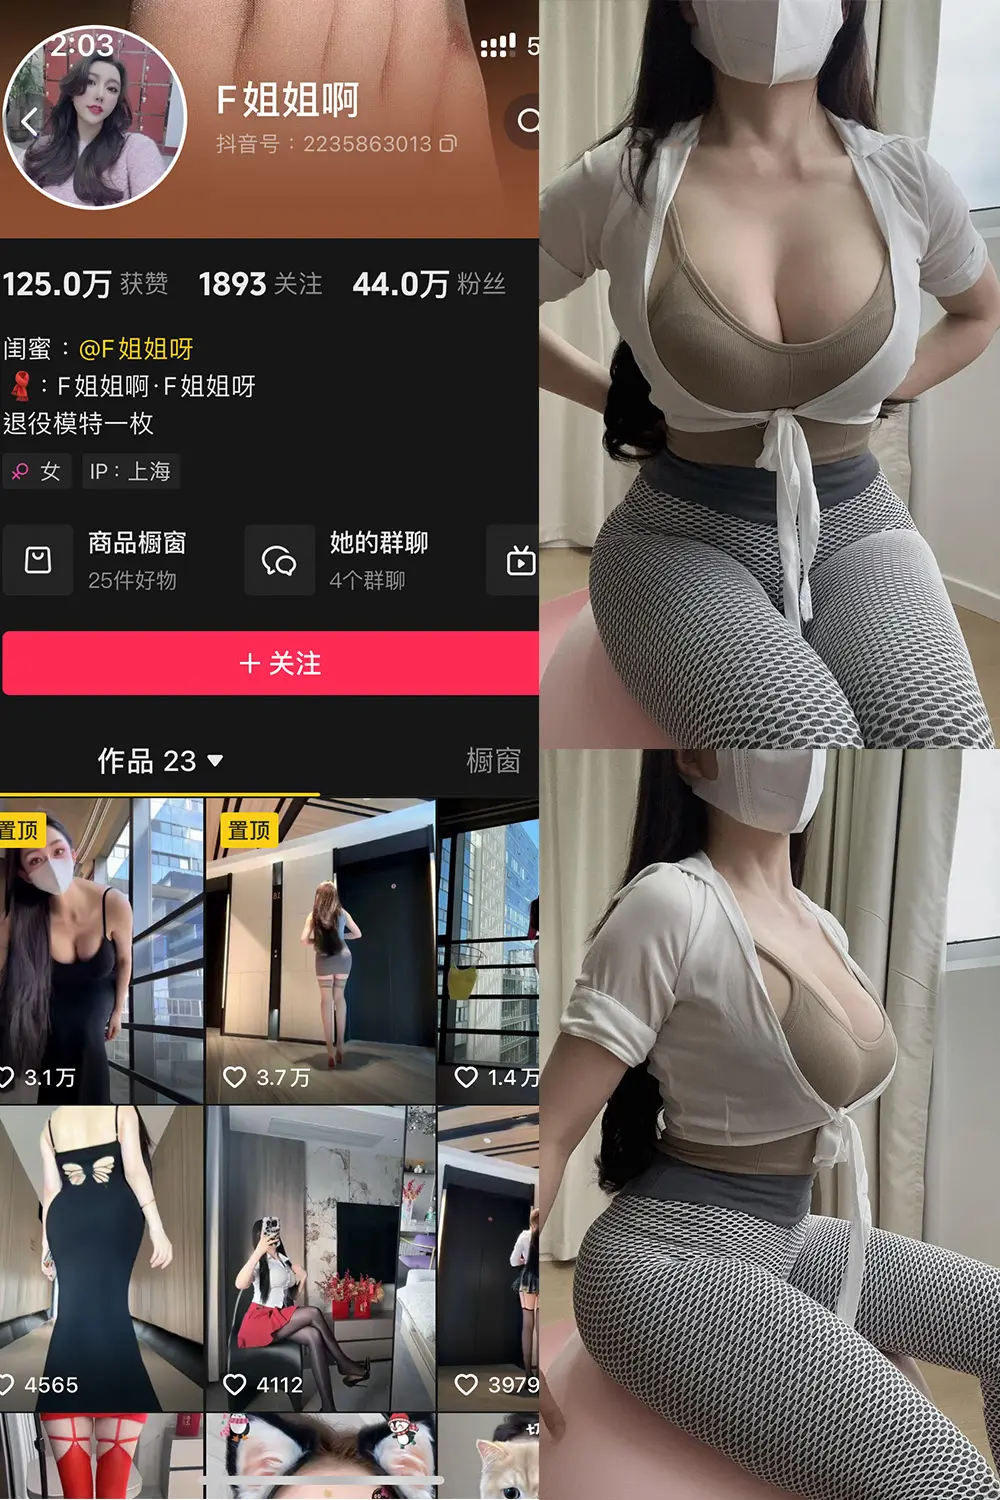 2:03
5
F姐姐啊
抖音号：2235863013
125.0万 获赞 1893 关注 44.0万 粉丝
闺蜜：@F姐姐呀
：F姐姐啊·F姐姐呀
退役模特一枚
女 IP：上海
商品橱窗 她的群聊
25件好物 4个群聊
+ 关注
作品 23 橱窗
置顶 置顶
3.1万 3.7万 1.4万
4565 4112 3979